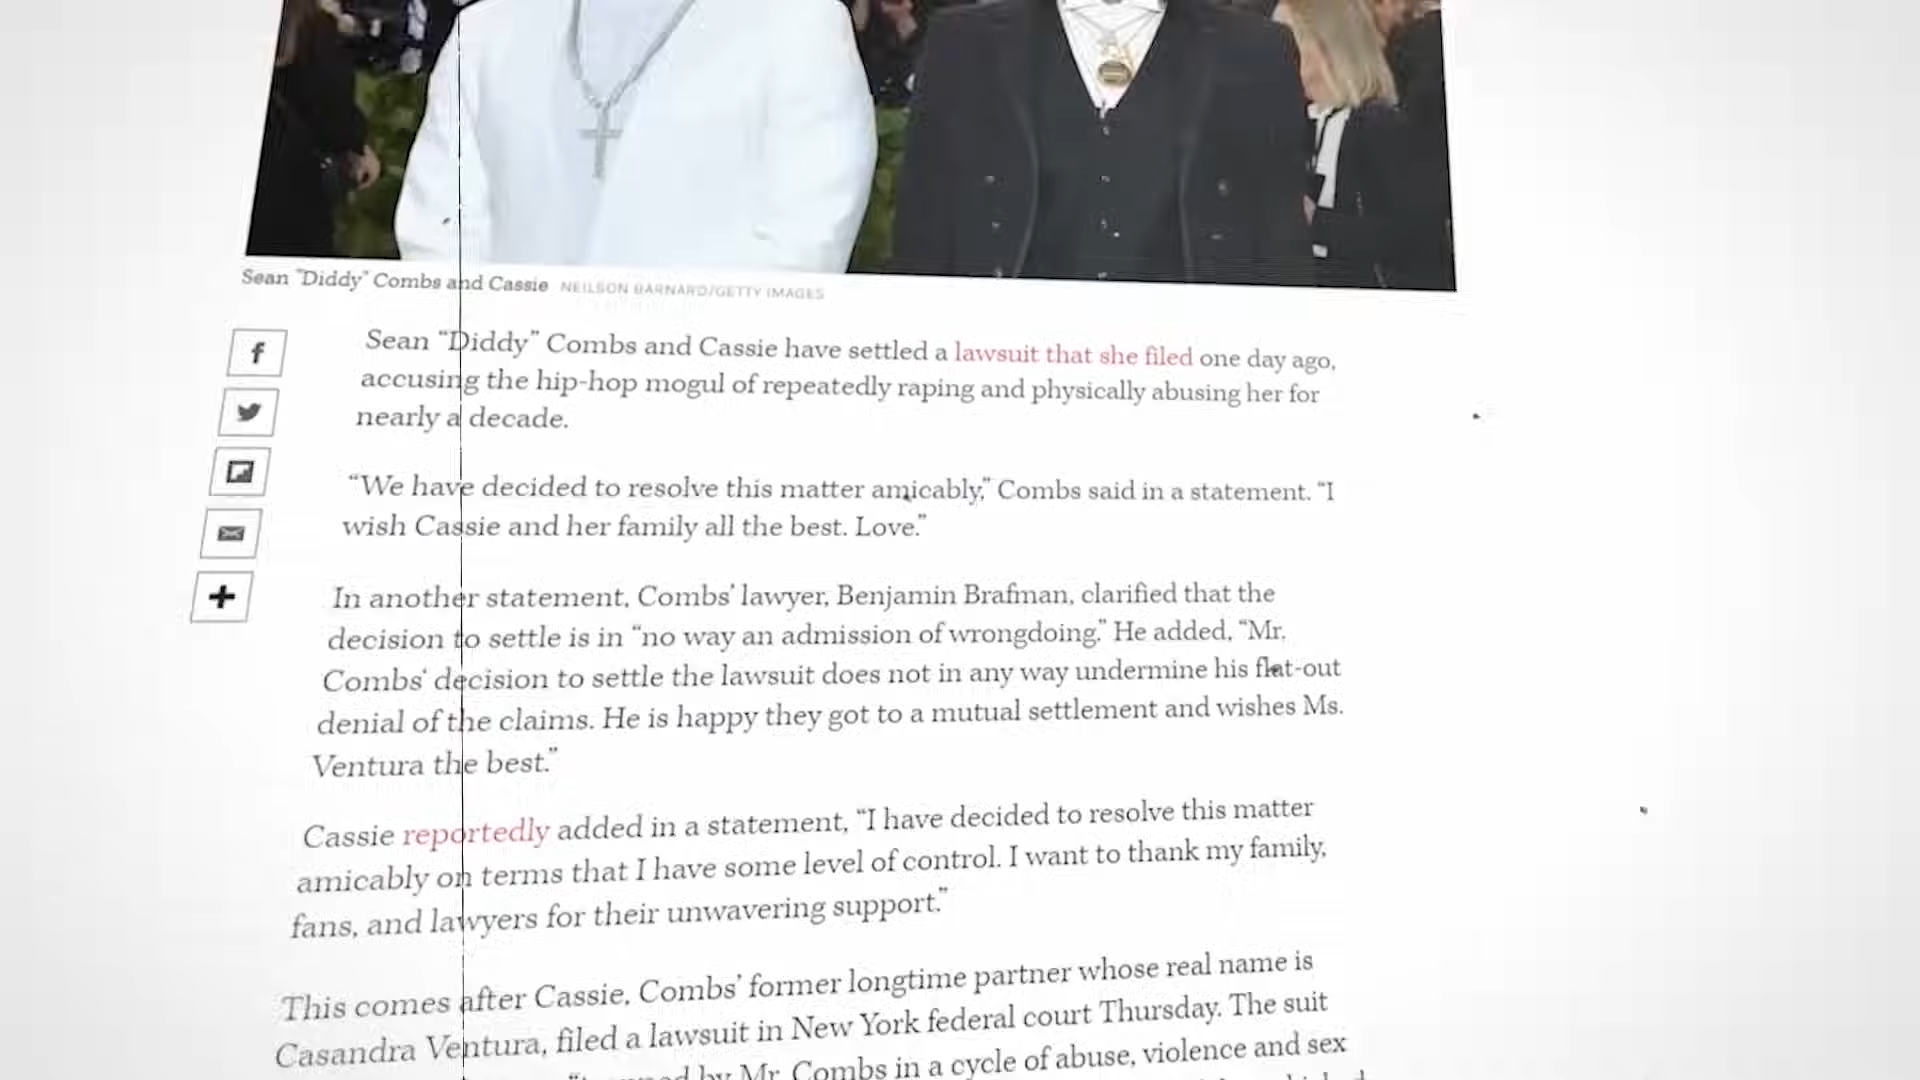 Sean "Diddy" Combs and Cassie NEILSON BARNARD/GETTY IMAGES
f
Sean “Diddy” Combs and Cassie have settled a lawsuit that she filed one day ago,
accusing the hip-hop mogul of repeatedly raping and physically abusing her for
nearly a decade.
“We have decided to resolve this matter amicably,” Combs said in a statement. “I
wish Cassie and her family all the best. Love.”
In another statement, Combs’ lawyer, Benjamin Brafman, clarified that the
decision to settle is in “no way an admission of wrongdoing.” He added, “Mr.
Combs’ decision to settle the lawsuit does not in any way undermine his flat-out
denial of the claims. He is happy they got to a mutual settlement and wishes Ms.
Ventura the best.”
Cassie reportedly added in a statement, “I have decided to resolve this matter
amicably on terms that I have some level of control. I want to thank my family,
fans, and lawyers for their unwavering support.”
This comes after Cassie, Combs’ former longtime partner whose real name is
Casandra Ventura, filed a lawsuit in New York federal court Thursday. The suit
by Mr. Combs in a cycle of abuse, violence and sex